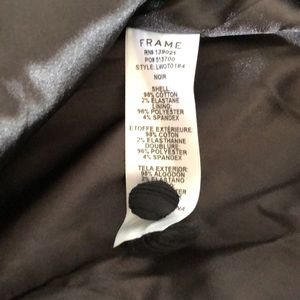 FRAME
RN# 139021
PO# 513700
STYLE: LWOT0184
NOIR
SHELL:
98% COTTON
2% ELASTANE
LINING:
96% POLYESTER
4% SPANDEX
ETOFFE EXTÉRIEURE:
98% COTON
2% ELASTHANNE
DOUBLURE:
96% POLYESTER
4% SPANDEX
TELA EXTERIOR:
98% ALGODON
2% ELASTANO